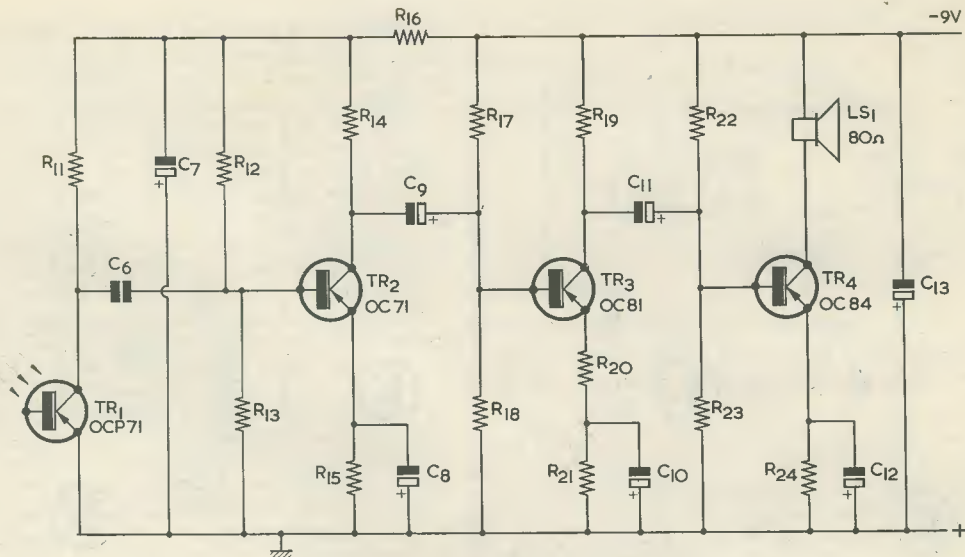 R16
-9V
R14
R17
R19
R22
LS1
80Ω
R11
C7
+
R12
C9
+
C11
+
C6
TR2
OC71
TR3
OC81
TR4
OC84
C13
+
R20
TR1
OCP71
R13
R18
R23
R15
C8
+
R21
C10
+
R24
C12
+
+